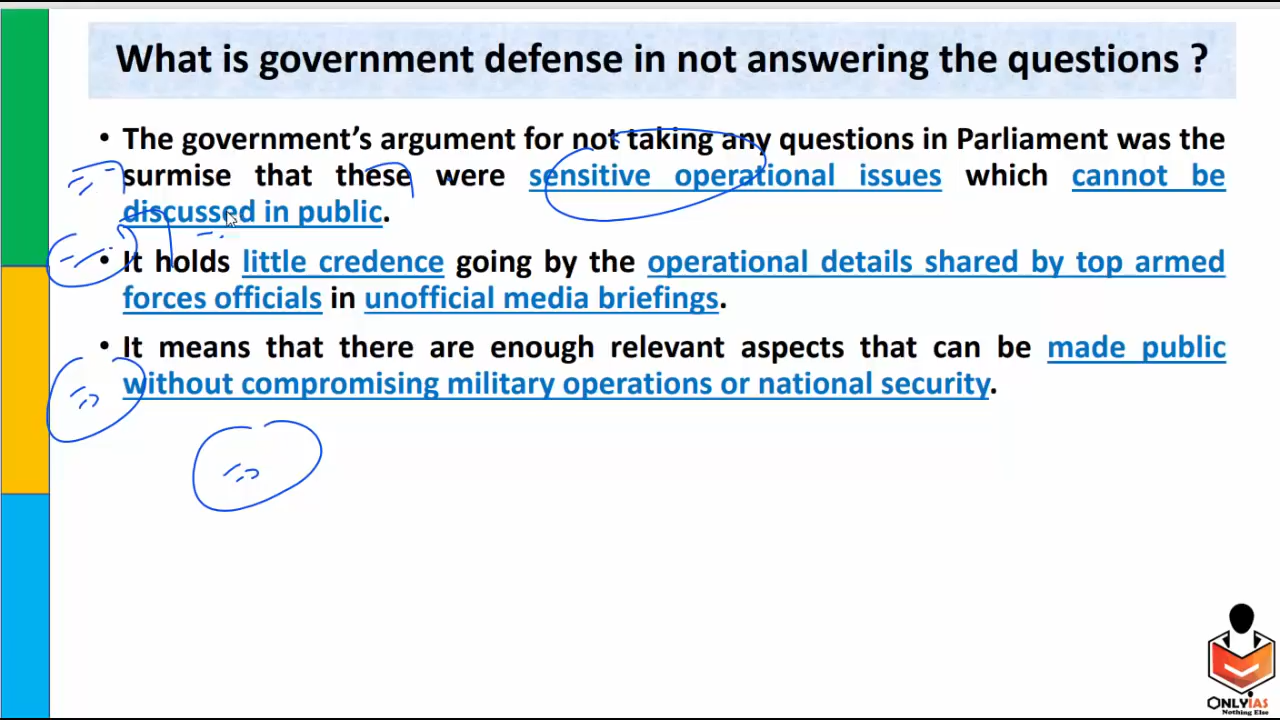 What is government defense in not answering the questions ?
• The government's argument for not taking any questions in Parliament was the
surmise that these were sensitive operational issues which cannot be
discussed in public.
• It holds little credence going by the operational details shared by top armed
forces officials in unofficial media briefings.
• It means that there are enough relevant aspects that can be made public
without compromising military operations or national security.
ONLYIAS
Nothing Else